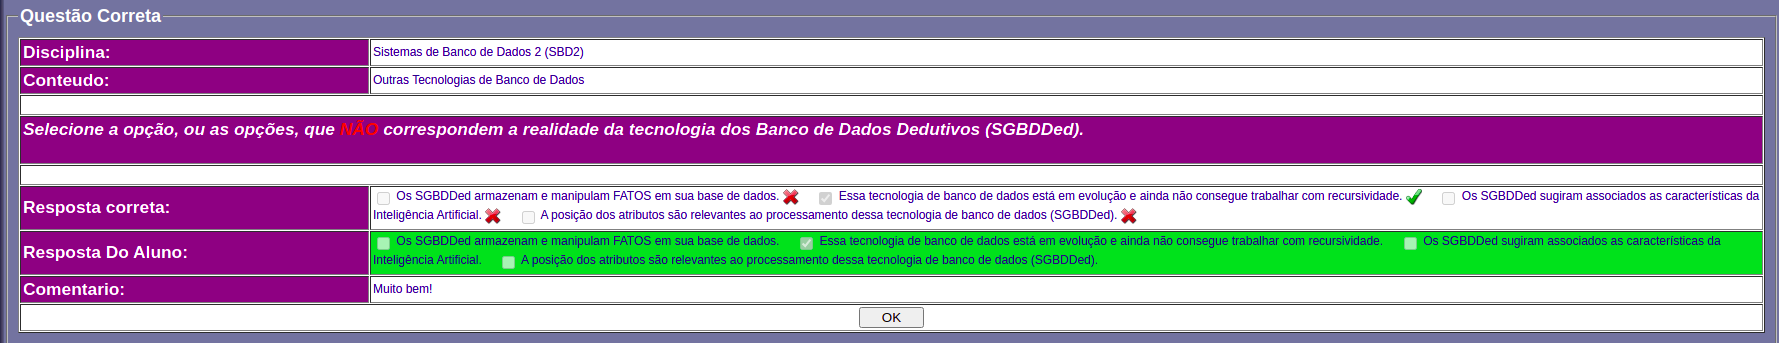 Questão Correta
Disciplina: Sistemas de Banco de Dados 2 (SBD2)
Conteudo: Outras Tecnologias de Banco de Dados
Selecione a opção, ou as opções, que NÃO correspondem a realidade da tecnologia dos Banco de Dados Dedutivos (SGBDDed).
Resposta correta:
Os SGBDDed armazenam e manipulam FATOS em sua base de dados. Essa tecnologia de banco de dados está em evolução e ainda não consegue trabalhar com recursividade. Os SGBDDed sugiram associados as características da
Inteligência Artificial. A posição dos atributos são relevantes ao processamento dessa tecnologia de banco de dados (SGBDDed).
Resposta Do Aluno:
Os SGBDDed armazenam e manipulam FATOS em sua base de dados. Essa tecnologia de banco de dados está em evolução e ainda não consegue trabalhar com recursividade. Os SGBDDed sugiram associados as características da
Inteligência Artificial. A posição dos atributos são relevantes ao processamento dessa tecnologia de banco de dados (SGBDDed).
Comentario: Muito bem!
OK